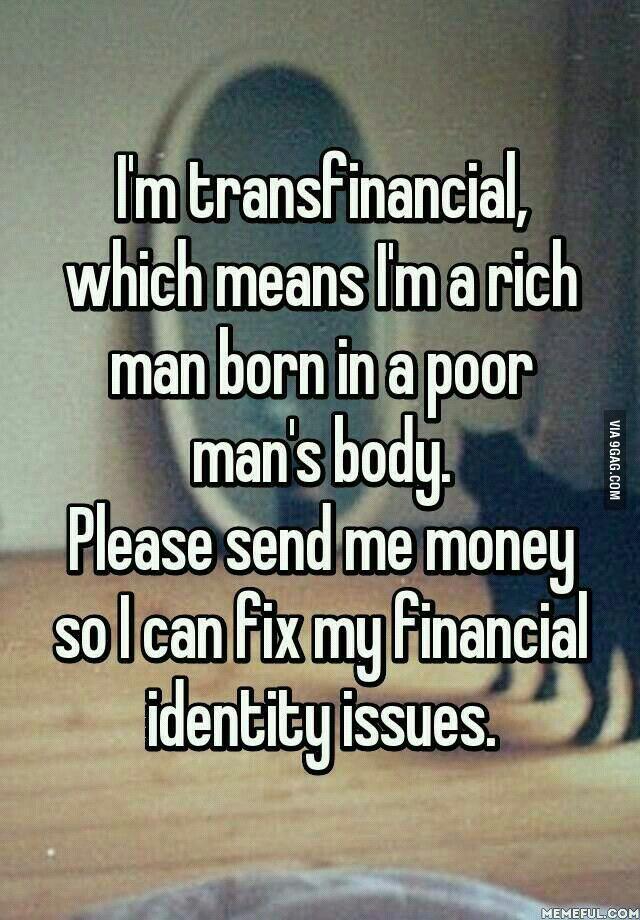 I'm transfinancial,
which means I'm a rich
man born in a poor
man's body.
Please send me money
so I can fix my financial
identity issues.
VIA 9GAG.COM
MEMEFUL.COM